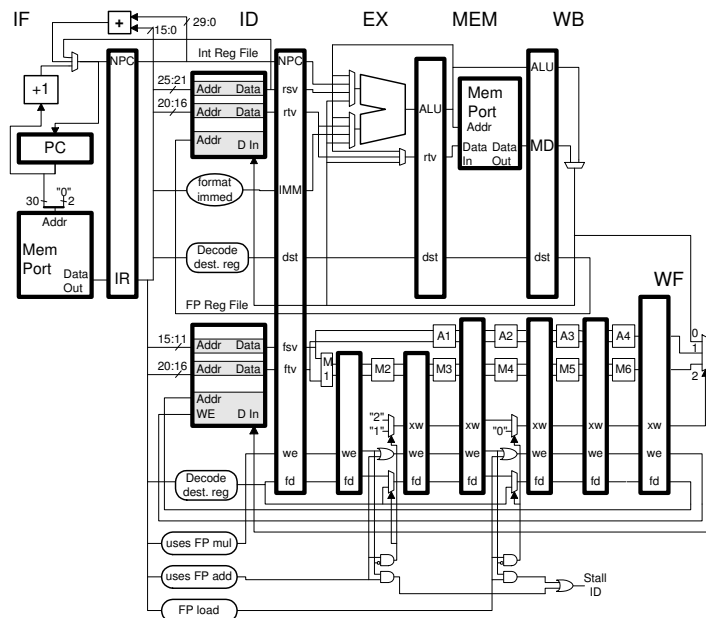 IF ID EX MEM WB
+
29:0
15:0
Int Reg File
NPC
NPC
ALU
+1
25:21
Addr Data
rsv
20:16
Addr Data
rtv
ALU
Mem
Port
Addr
PC
Addr
D In
Data
In
Data
Out
rtv
MD
"0"
30 2
Addr
format
immed
IMM
Mem
Port
Data
Out
IR
Decode
dest. reg
dst
dst
dst
FP Reg File
WF
15:11
Addr Data
fsv
A1
A2
A3
A4
0
1
20:16
Addr Data
ftv
M
1
M2
M3
M4
M5
M6
2
Addr
WE D In
"2"
"1"
xw
xw
"0"
xw
xw
xw
we
we
we
we
we
we
we
Decode
dest. reg
fd
fd
fd
fd
fd
fd
fd
uses FP mul
uses FP add
Stall
ID
FP load